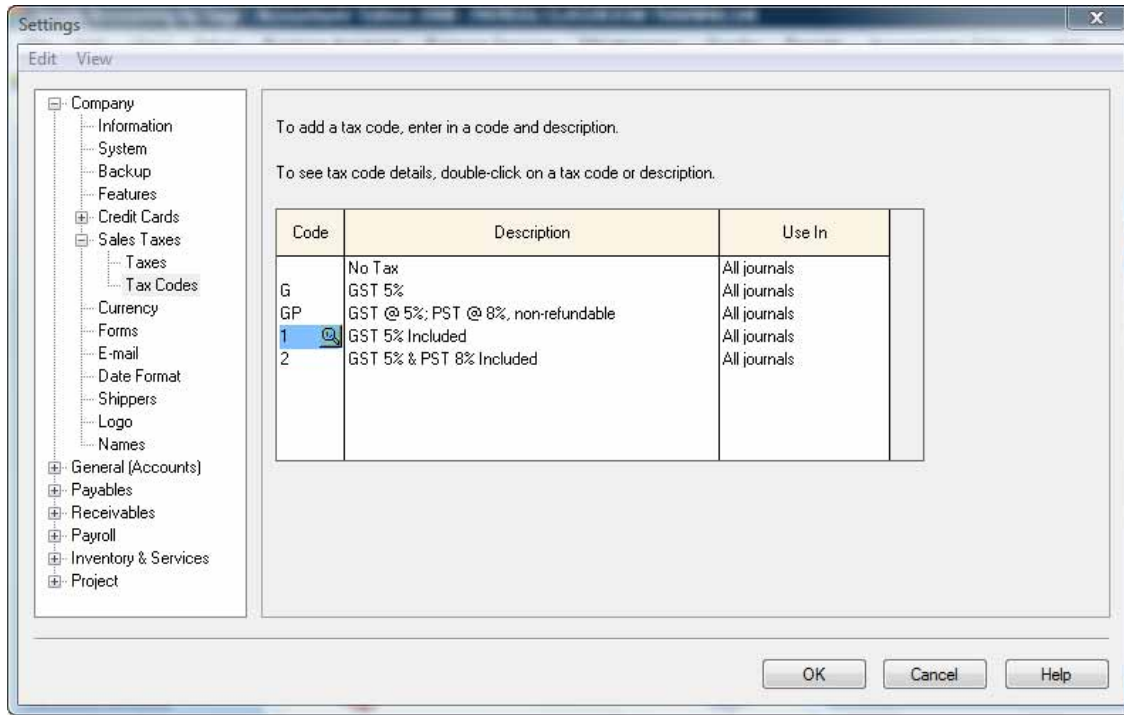 Settings
X
Edit View
Company
Information
System
Backup
Features
Credit Cards
Sales Taxes
Taxes
Tax Codes
Currency
Forms
E-mail
Date Format
Shippers
Logo
Names
General (Accounts)
Payables
Receivables
Payroll
Inventory & Services
Project
To add a tax code, enter in a code and description.
To see tax code details, double-click on a tax code or description.
Code Description Use In
No Tax All journals
G GST 5% All journals
GP GST @ 5%; PST @ 8%, non-refundable All journals
1 GST 5% Included All journals
2 GST 5% & PST 8% Included All journals
OK Cancel Help